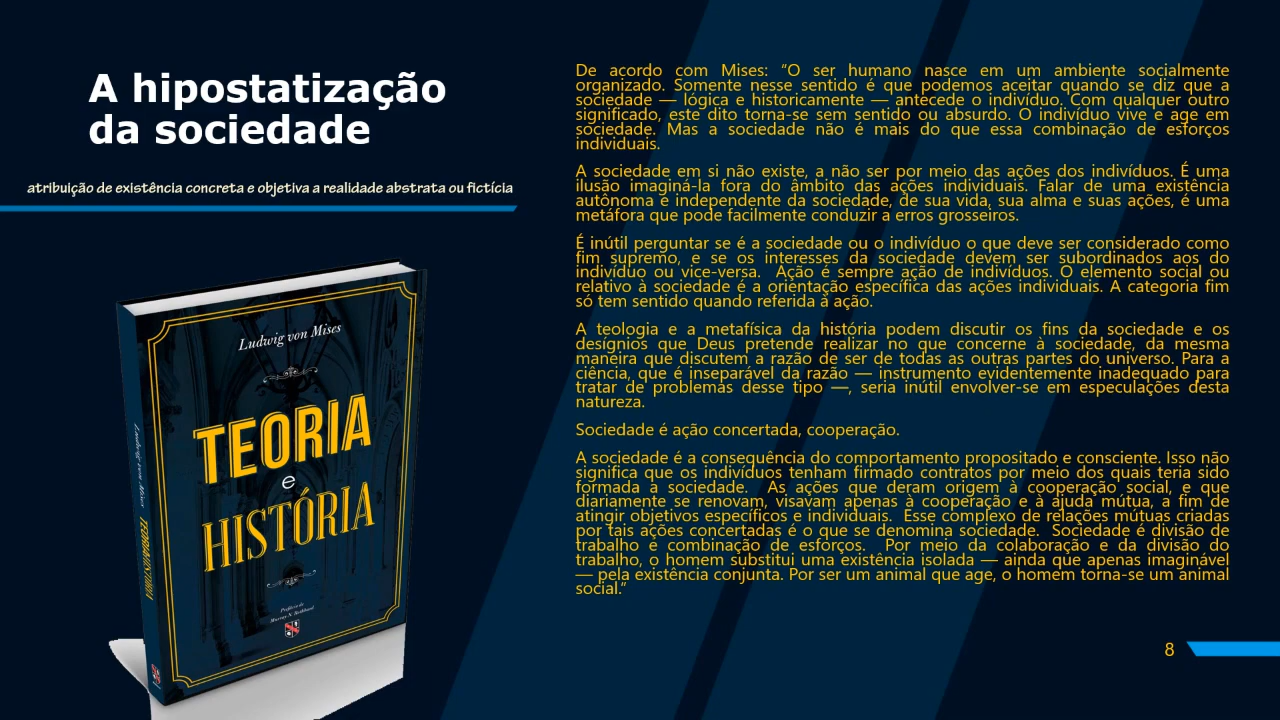 A hipostatização
da sociedade
atribuição de existência concreta e objetiva a realidade abstrata ou fictícia
Ludwig von Mises
TEORIA
e
HISTÓRIA
Prefácio de
Murray N. Rothbard
Ludwig von Mises
TEORIA e HISTÓRIA
De acordo com Mises: “O ser humano nasce em um ambiente socialmente
organizado. Somente nesse sentido é que podemos aceitar quando se diz que a
sociedade — lógica e historicamente — antecede o indivíduo. Com qualquer outro
significado, este dito torna-se sem sentido ou absurdo. O indivíduo vive e age em
sociedade. Mas a sociedade não é mais do que essa combinação de esforços
individuais.
A sociedade em si não existe, a não ser por meio das ações dos indivíduos. É uma
ilusão imaginá-la fora do âmbito das ações individuais. Falar de uma existência
autônoma e independente da sociedade, de sua vida, sua alma e suas ações, é uma
metáfora que pode facilmente conduzir a erros grosseiros.
É inútil perguntar se é a sociedade ou o indivíduo o que deve ser considerado como
fim supremo, e se os interesses da sociedade devem ser subordinados aos do
indivíduo ou vice-versa. Ação é sempre ação de indivíduos. O elemento social ou
relativo à sociedade é a orientação específica das ações individuais. A categoria fim
só tem sentido quando referida à ação.
A teologia e a metafísica da história podem discutir os fins da sociedade e os
desígnios que Deus pretende realizar no que concerne à sociedade, da mesma
maneira que discutem a razão de ser de todas as outras partes do universo. Para a
ciência, que é inseparável da razão — instrumento evidentemente inadequado para
tratar de problemas desse tipo —, seria inútil envolver-se em especulações desta
natureza.
Sociedade é ação concertada, cooperação.
A sociedade é a consequência do comportamento propositado e consciente. Isso não
significa que os indivíduos tenham firmado contratos por meio dos quais teria sido
formada a sociedade. As ações que deram origem à cooperação social, e que
diariamente se renovam, visavam apenas à cooperação e à ajuda mútua, a fim de
atingir objetivos específicos e individuais. Esse complexo de relações mútuas criadas
por tais ações concertadas é o que se denomina sociedade. Sociedade é divisão de
trabalho e combinação de esforços. Por meio da colaboração e da divisão do
trabalho, o homem substitui uma existência isolada — ainda que apenas imaginável
— pela existência conjunta. Por ser um animal que age, o homem torna-se um animal
social.”
8